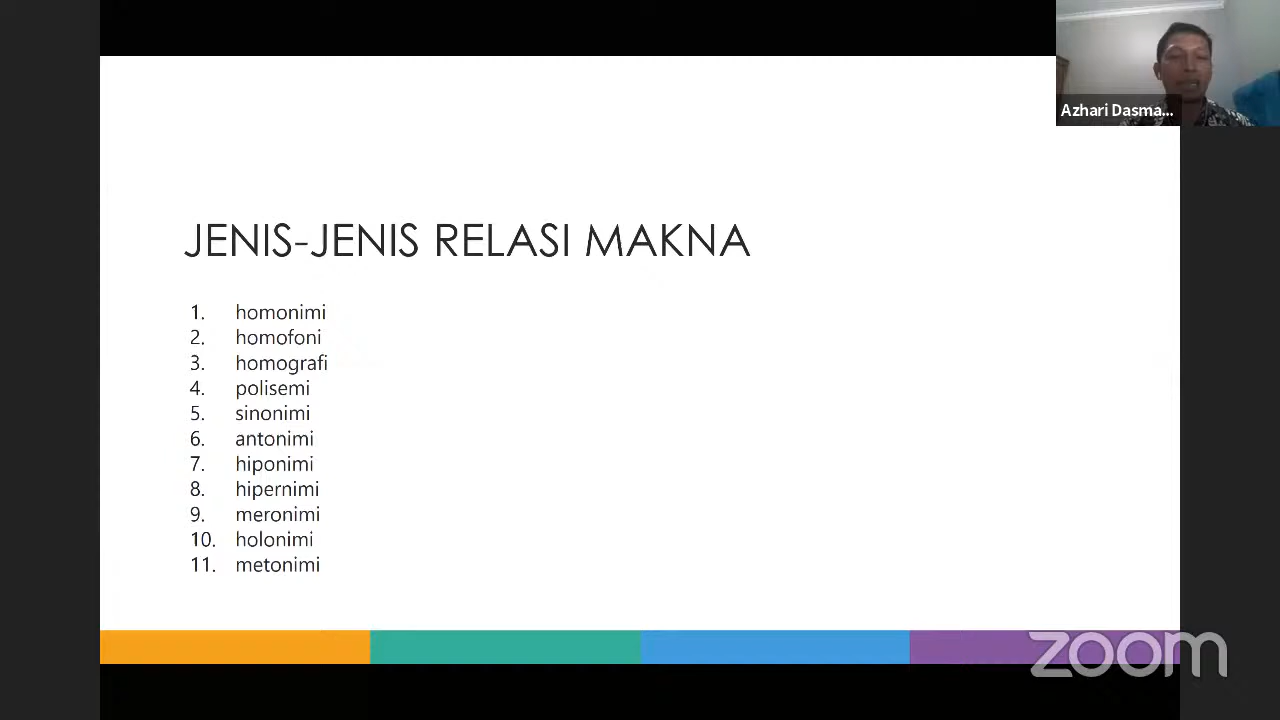 Azhari Dasma...
JENIS-JENIS RELASI MAKNA
1. homonimi
2. homofoni
3. homografi
4. polisemi
5. sinonimi
6. antonimi
7. hiponimi
8. hipernimi
9. meronimi
10. holonimi
11. metonimi
zoom